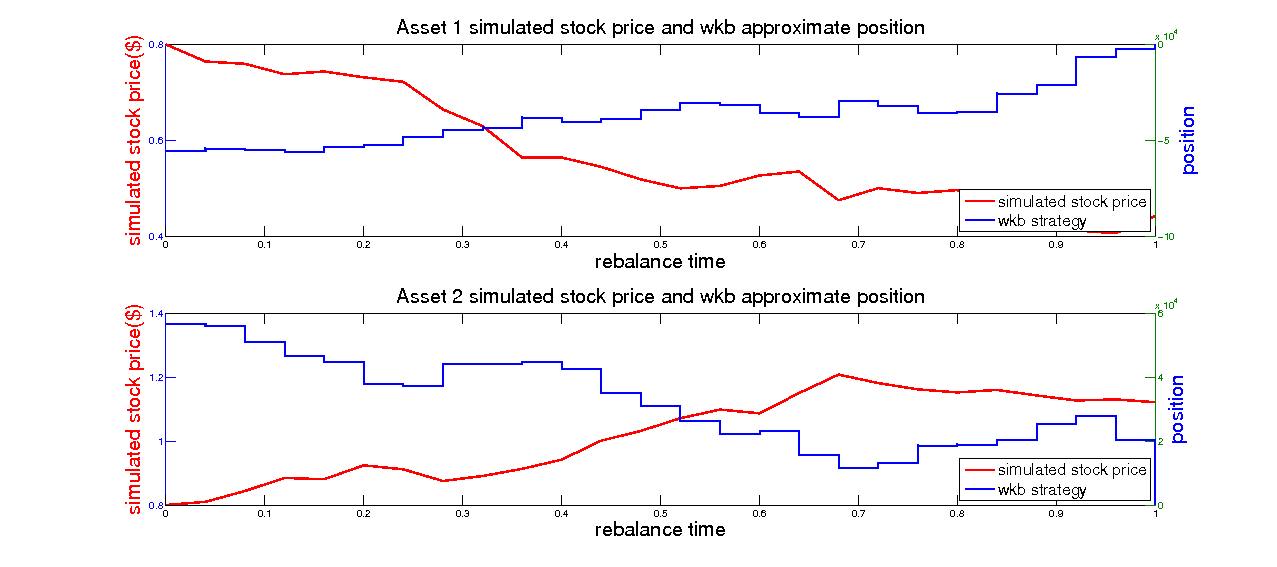 Asset 1 simulated stock price and wkb approximate position
x 10^4
simulated stock price($)
0.8
0.6
0.4
0
−5
−10
position
simulated stock price
wkb strategy
0 0.1 0.2 0.3 0.4 0.5 0.6 0.7 0.8 0.9 1
rebalance time
Asset 2 simulated stock price and wkb approximate position
x 10^4
simulated stock price($)
1.4
1.2
1
0.8
6
4
2
0
position
simulated stock price
wkb strategy
0 0.1 0.2 0.3 0.4 0.5 0.6 0.7 0.8 0.9 1
rebalance time